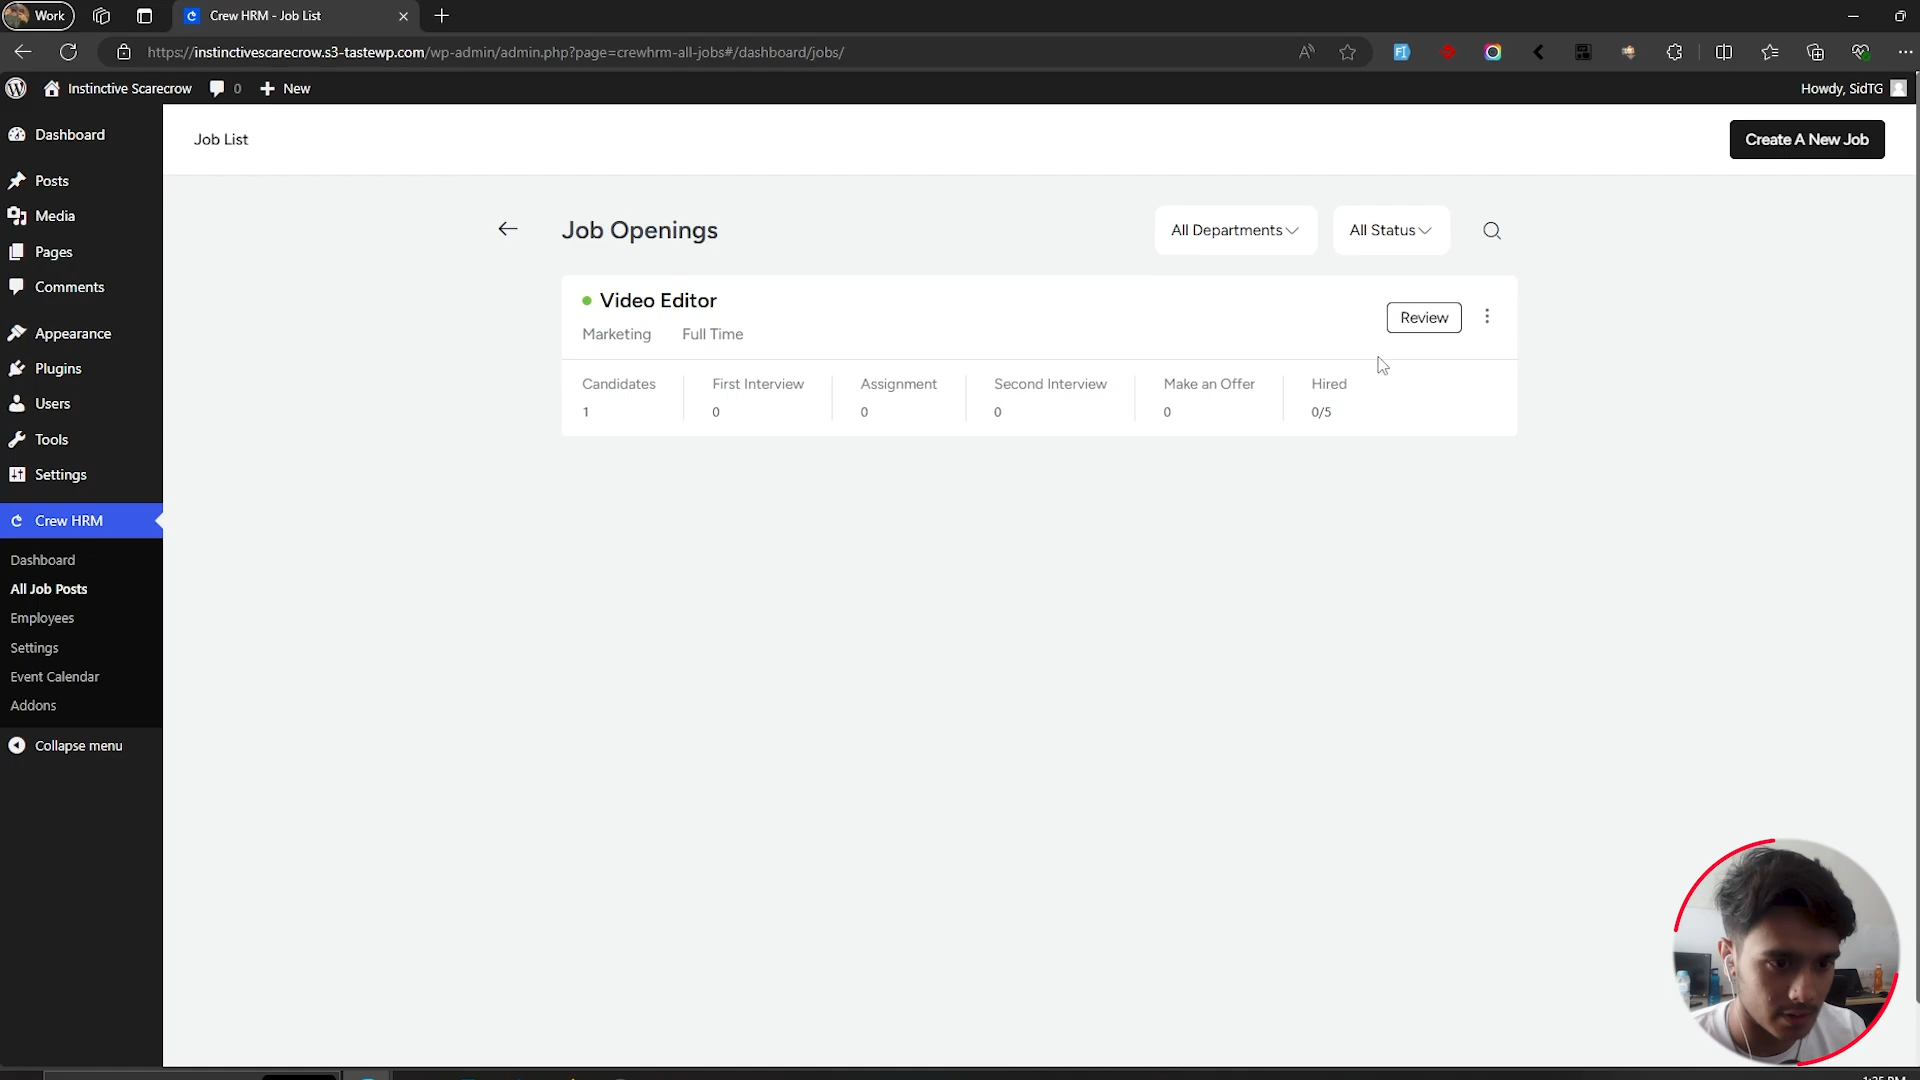 Work
Crew HRM - Job List
https://instinctivescarecrow.s3-tastewp.com/wp-admin/admin.php?page=crewhrm-all-jobs#/dashboard/jobs/
Instinctive Scarecrow
0
New
Howdy, SidTG
Dashboard
Posts
Media
Pages
Comments
Appearance
Plugins
Users
Tools
Settings
Crew HRM
Dashboard
All Job Posts
Employees
Settings
Event Calendar
Addons
Collapse menu
Job List
Create A New Job
Job Openings
All Departments
All Status
Video Editor
Marketing Full Time
Review
Candidates First Interview Assignment Second Interview Make an Offer Hired
1 0 0 0 0 0/5